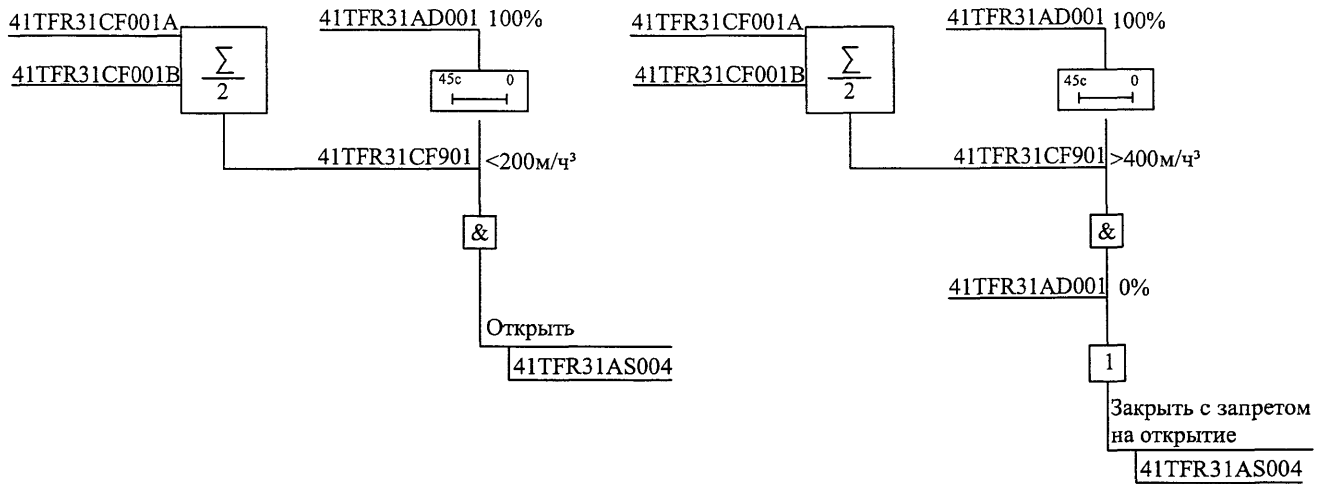 41TFR31CF001A
41TFR31AD001 100%
41TFR31CF001B
Σ
2
45с 0
41TFR31CF901 <200м/ч³
&
Открыть
41TFR31AS004
41TFR31CF001A
41TFR31AD001 100%
41TFR31CF001B
Σ
2
45с 0
41TFR31CF901 >400м/ч³
&
41TFR31AD001 0%
1
Закрыть с запретом
на открытие
41TFR31AS004